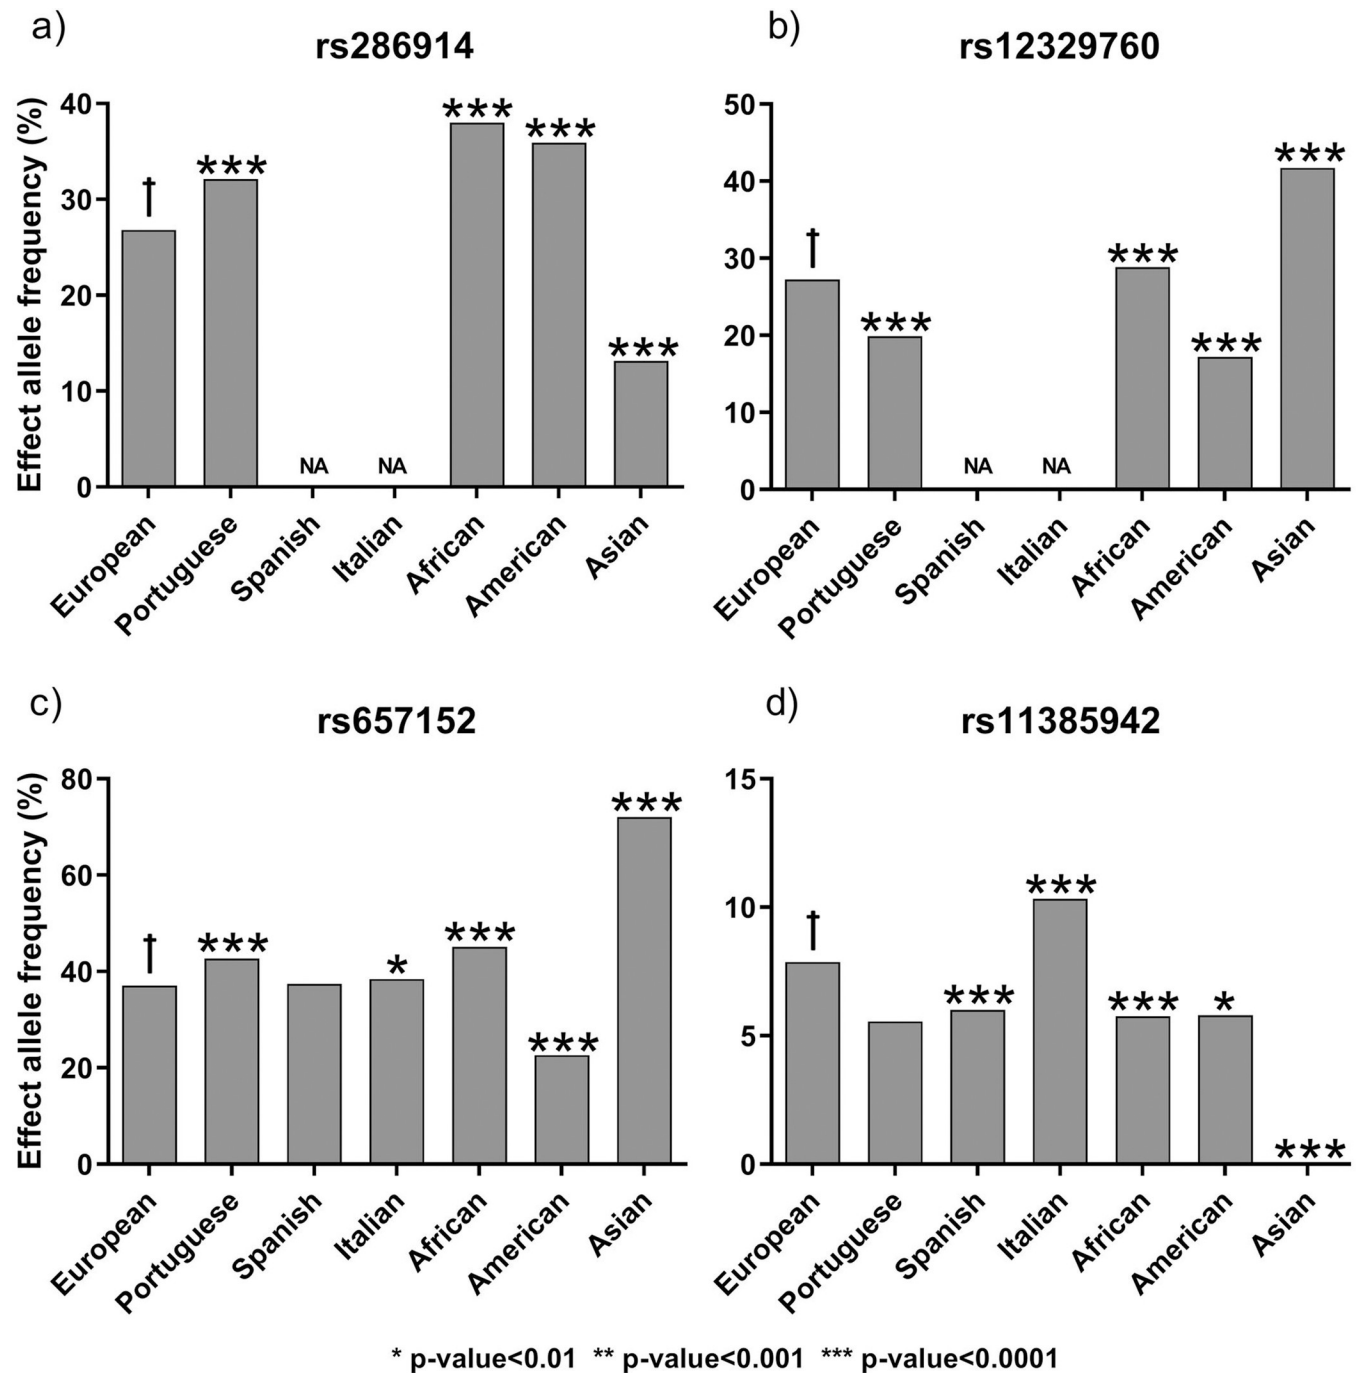 a)
rs286914
Effect allele frequency (%)
40
30
20
10
0
†
***
NA
NA
***
***
***
European
Portuguese
Spanish
Italian
African
American
Asian
b)
rs12329760
50
40
30
20
10
0
†
***
NA
NA
***
***
***
European
Portuguese
Spanish
Italian
African
American
Asian
c)
rs657152
Effect allele frequency (%)
80
60
40
20
0
†
***
*
***
***
***
European
Portuguese
Spanish
Italian
African
American
Asian
d)
rs11385942
15
10
5
0
†
***
***
***
*
***
European
Portuguese
Spanish
Italian
African
American
Asian
* p-value<0.01 ** p-value<0.001 *** p-value<0.0001